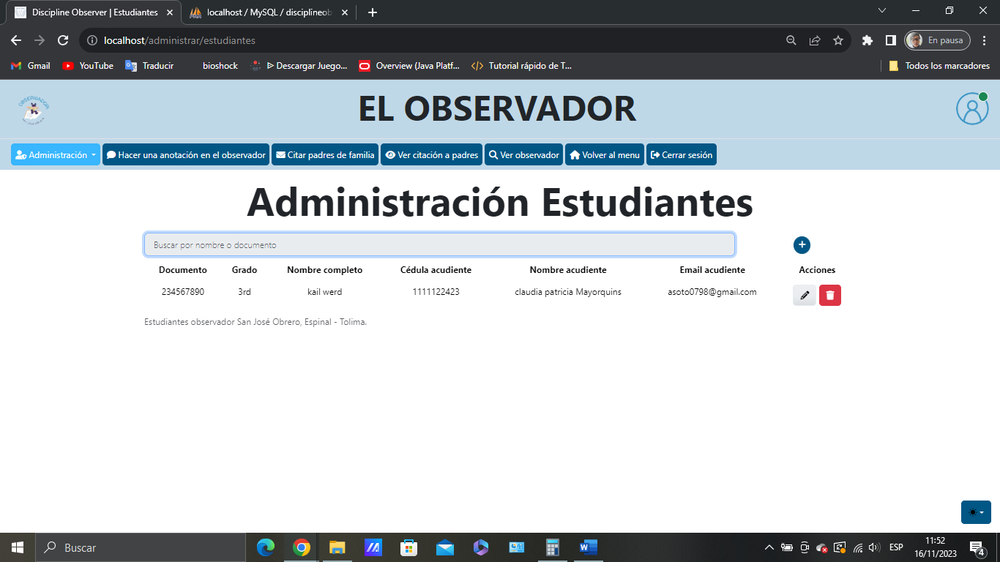 Discipline Observer | Estudiantes
localhost / MySQL / disciplineob
localhost/administrar/estudiantes
En pausa
Gmail
YouTube
Traducir
bioshock
ᐈ Descargar Juego...
Overview (Java Platf...
Tutorial rápido de T...
Todos los marcadores
OBSERVADOR
EL OBSERVADOR
Administración
Hacer una anotación en el observador
Citar padres de familia
Ver citación a padres
Ver observador
Volver al menu
Cerrar sesión
Administración Estudiantes
Buscar por nombre o documento
Documento Grado Nombre completo Cédula acudiente Nombre acudiente Email acudiente Acciones
234567890 3rd kail werd 1111122423 claudia patricia Mayorquins asoto0798@gmail.com
Estudiantes observador San José Obrero, Espinal - Tolima.
Buscar
ESP
11:52
16/11/2023
4